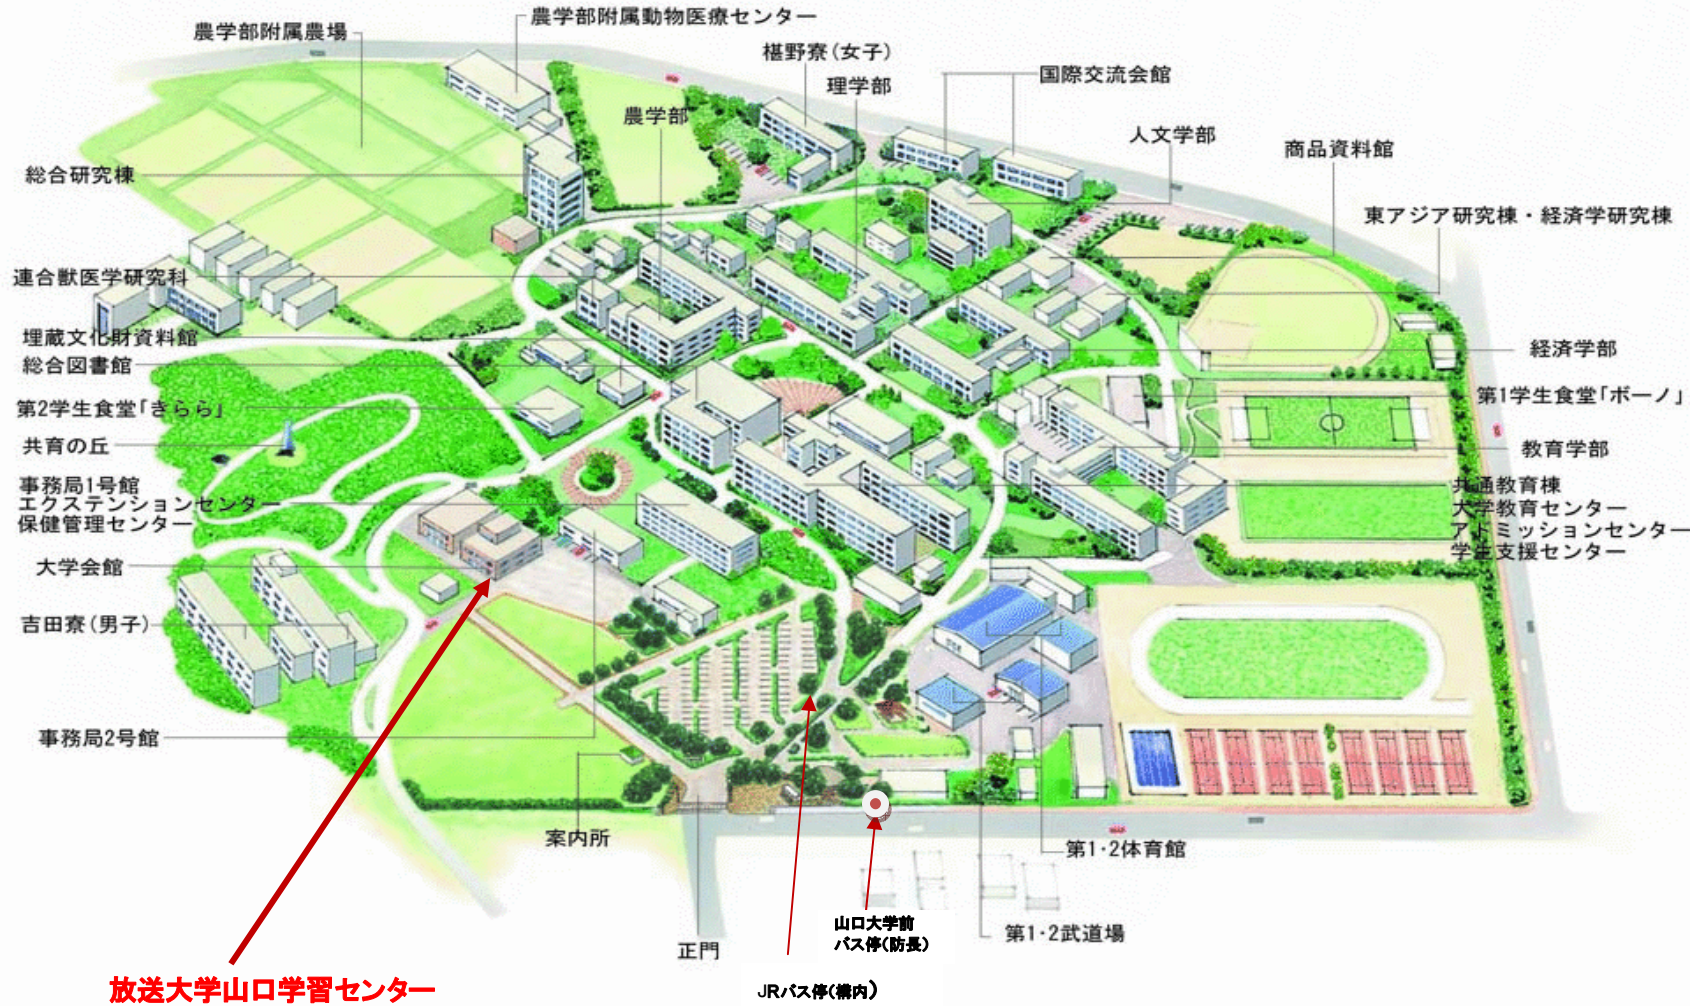 農学部附属動物医療センター
農学部附属農場
椹野寮(女子)
国際交流会館
理学部
農学部
人文学部
商品資料館
総合研究棟
東アジア研究棟・経済学研究棟
連合獣医学研究科
埋蔵文化財資料館
経済学部
総合図書館
第1学生食堂「ボーノ」
第2学生食堂「きらら」
共育の丘
教育学部
事務局1号館
エクステンションセンター
保健管理センター
共通教育棟
大学教育センター
アドミッションセンター
学生支援センター
大学会館
吉田寮(男子)
事務局2号館
案内所
第1・2体育館
山口大学前
バス停(防長)
第1・2武道場
正門
放送大学山口学習センター
JRバス停(構内)